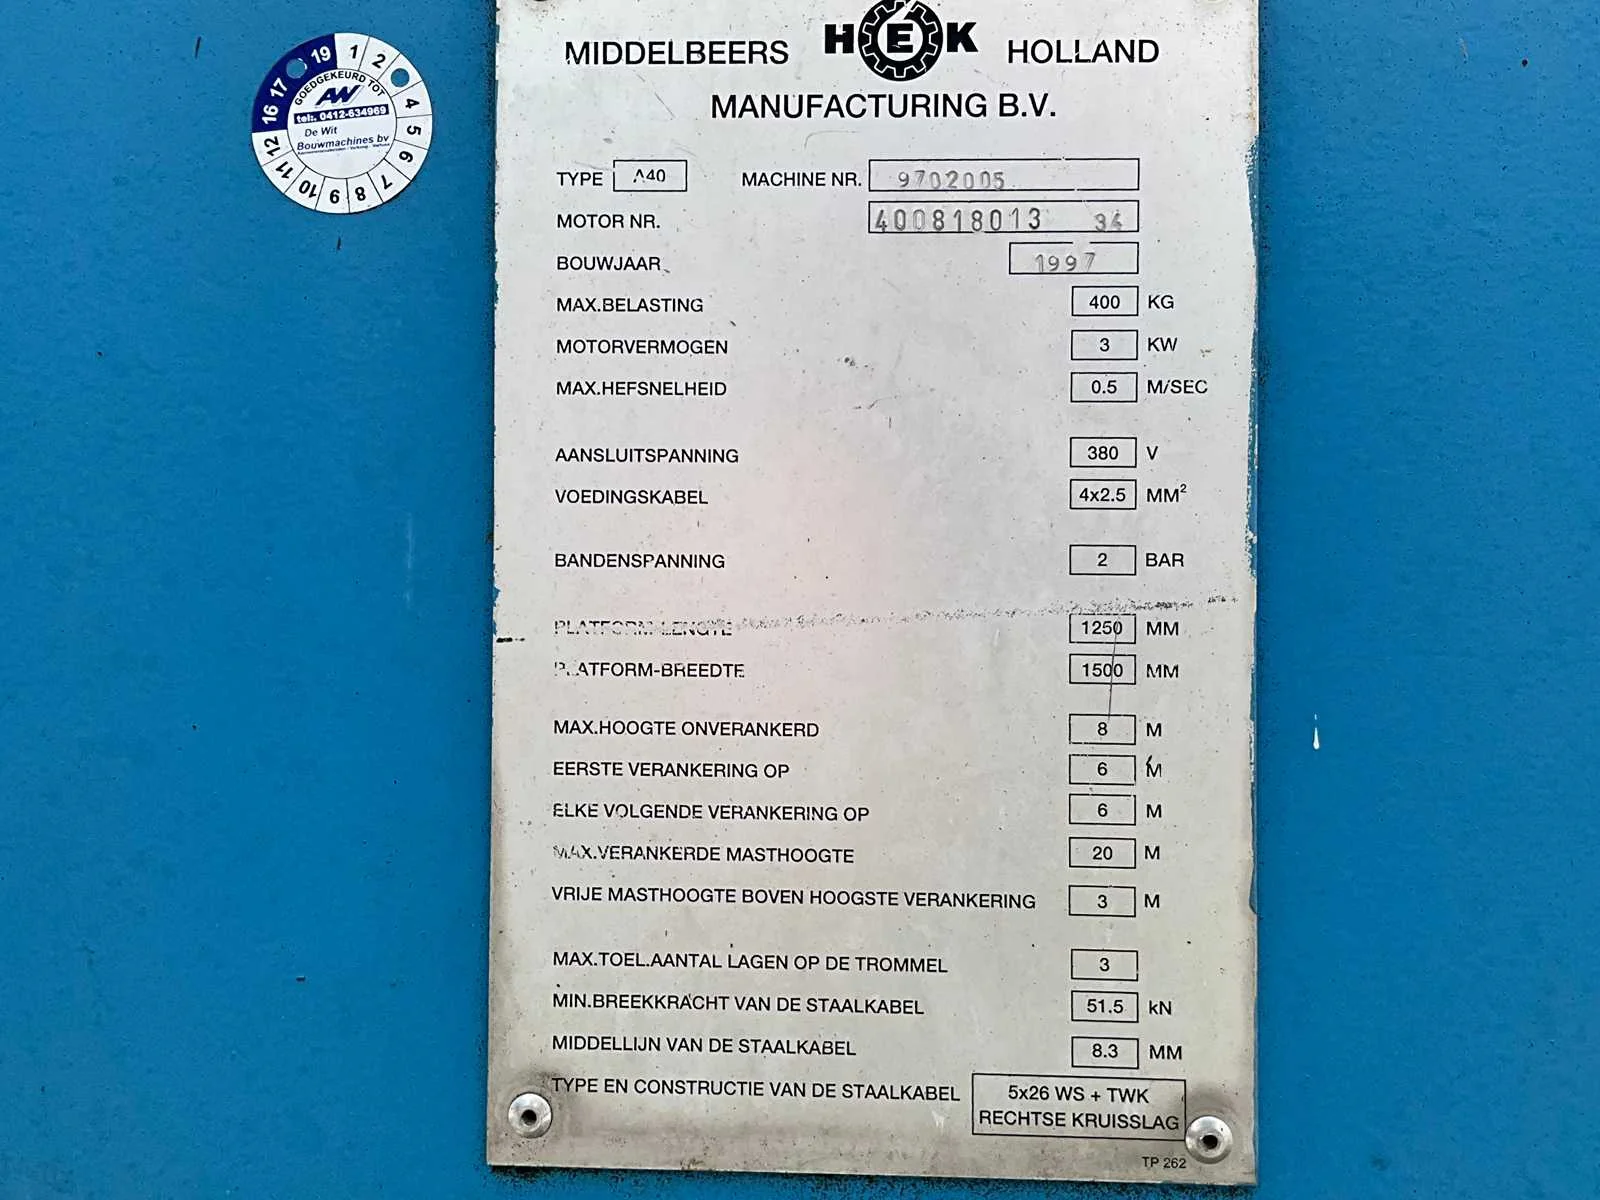 MIDDELBEERS HEK HOLLAND
MANUFACTURING B.V.
TYPE A40 MACHINE NR. 9702005
MOTOR NR. 400818013 34
BOUWJAAR 1997
MAX.BELASTING 400 KG
MOTORVERMOGEN 3 KW
MAX.HEFSNELHEID 0.5 M/SEC
AANSLUITSPANNING 380 V
VOEDINGSKABEL 4x2.5 MM²
BANDENSPANNING 2 BAR
PLATFORM-LENGTE 1250 MM
PLATFORM-BREEDTE 1500 MM
MAX.HOOGTE ONVERANKERD 8 M
EERSTE VERANKERING OP 6 M
ELKE VOLGENDE VERANKERING OP 6 M
MAX.VERANKERDE MASTHOOGTE 20 M
VRIJE MASTHOOGTE BOVEN HOOGSTE VERANKERING 3 M
MAX.TOEL.AANTAL LAGEN OP DE TROMMEL 3
MIN.BREEKKRACHT VAN DE STAALKABEL 51.5 kN
MIDDELLIJN VAN DE STAALKABEL 8.3 MM
TYPE EN CONSTRUCTIE VAN DE STAALKABEL 5x26 WS + TWK
RECHTSE KRUISSLAG
TP 262
16 17 19 1 2 4 5 6 7 8 9 10 11 12
GOEDGEKEURD TOT
AW
tel:. 0412-634969
De Wit
Bouwmachines bv